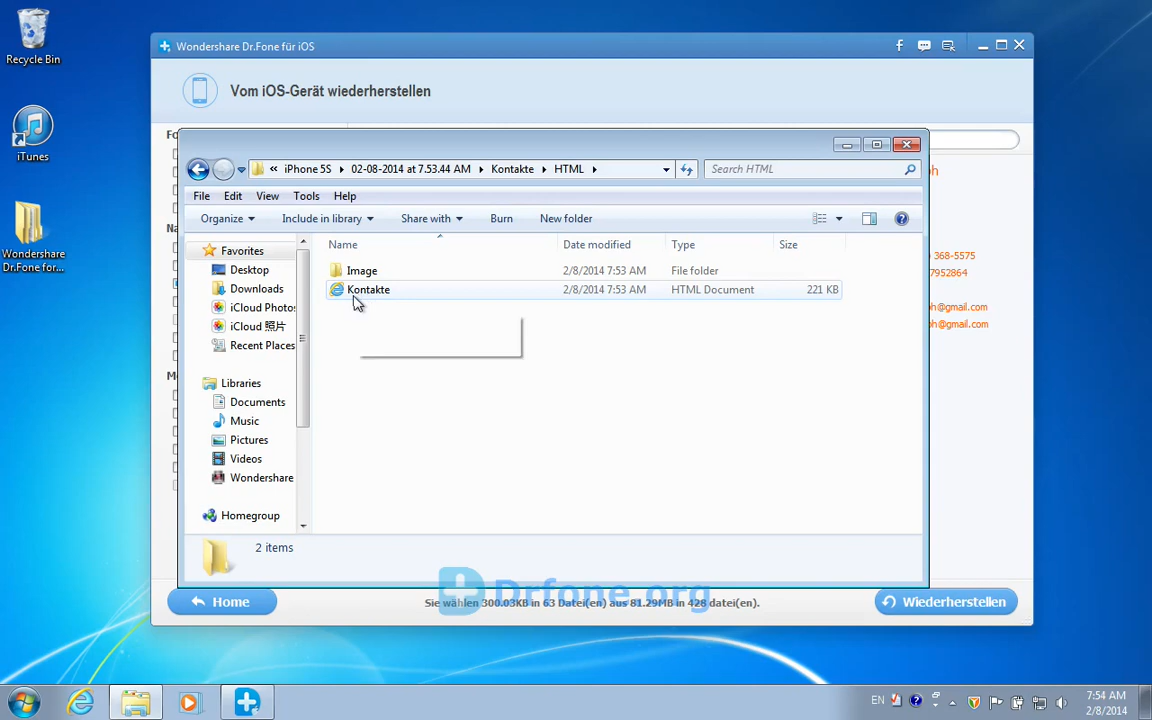 Recycle Bin
iTunes
Wondershare
Dr.Fone for...
Wondershare Dr.Fone für iOS
Vom iOS-Gerät wiederherstellen
« iPhone 5S 02-08-2014 at 7.53.44 AM Kontakte HTML
Search HTML
File Edit View Tools Help
Organize Include in library Share with Burn New folder
Name Date modified Type Size
Image 2/8/2014 7:53 AM File folder
Kontakte 2/8/2014 7:53 AM HTML Document 221 KB
Favorites
Desktop
Downloads
iCloud Photos
iCloud 照片
Recent Places
Libraries
Documents
Music
Pictures
Videos
Wondershare
Homegroup
2 items
368-5575
7952864
ph@gmail.com
ph@gmail.com
Drfone.org
Home
Sie wählen 300.03KB in 63 Datei(en) aus 81.29MB in 428 datei(en).
Wiederherstellen
EN
7:54 AM
2/8/2014